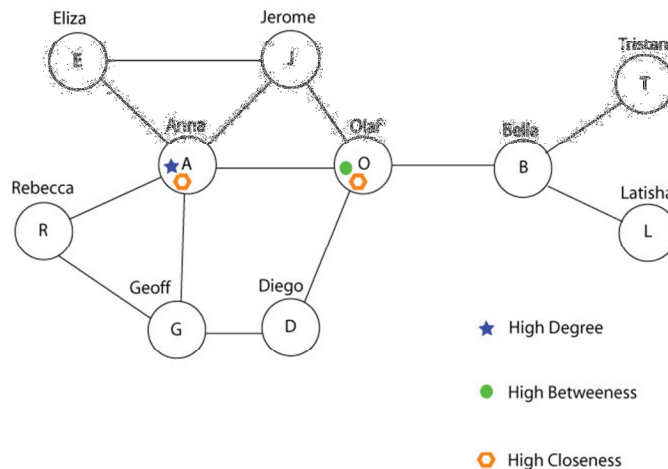 Eliza
Jerome
Tristan
E
J
T
Anna
Olaf
Bella
A
O
B
Rebecca
Latisha
R
L
Geoff
Diego
G
D
High Degree
High Betweeness
High Closeness